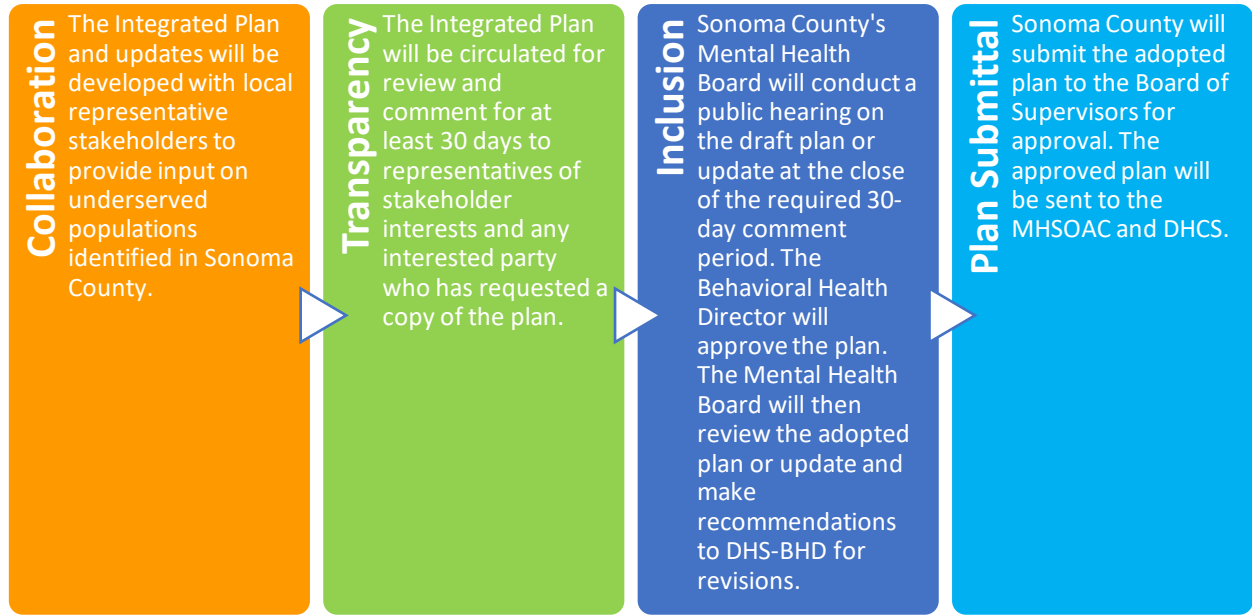 Collaboration
The Integrated Plan
and updates will be
developed with local
representative
stakeholders to
provide input on
underserved
populations
identified in Sonoma
County.
Transparency
The Integrated Plan
will be circulated for
review and
comment for at
least 30 days to
representatives of
stakeholder
interests and any
interested party
who has requested a
copy of the plan.
Inclusion
Sonoma County's
Mental Health
Board will conduct a
public hearing on
the draft plan or
update at the close
of the required 30-
day comment
period. The
Behavioral Health
Director will
approve the plan.
The Mental Health
Board will then
review the adopted
plan or update and
make
recommendations
to DHS-BHD for
revisions.
Plan Submittal
Sonoma County will
submit the adopted
plan to the Board of
Supervisors for
approval. The
approved plan will
be sent to the
MHSOAC and DHCS.